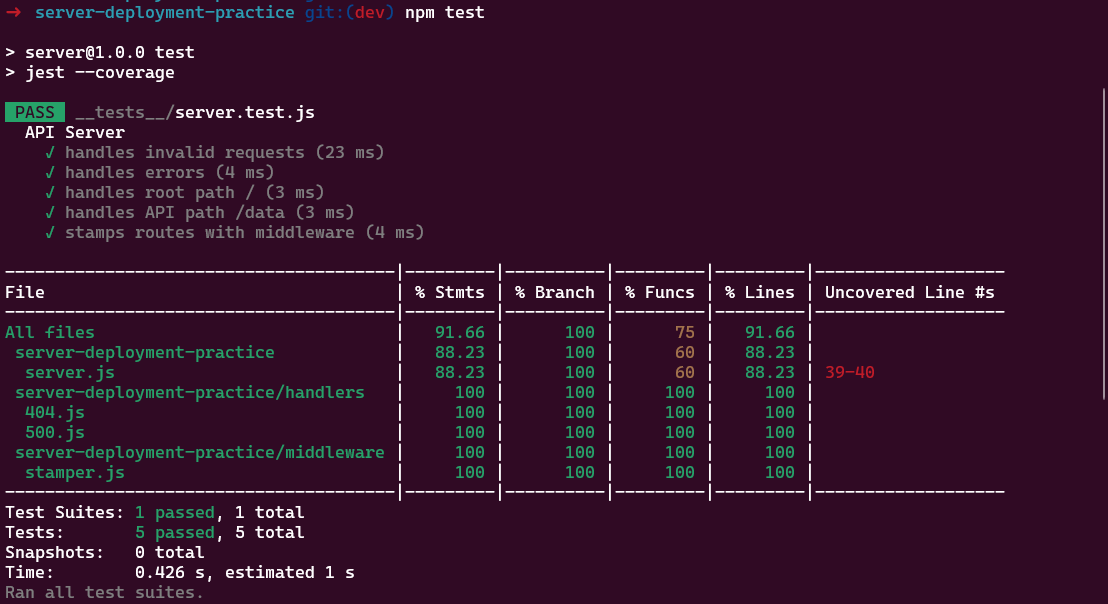 → server-deployment-practice git:(dev) npm test
> server@1.0.0 test
> jest --coverage
PASS __tests__/server.test.js
API Server
√ handles invalid requests (23 ms)
√ handles errors (4 ms)
√ handles root path / (3 ms)
√ handles API path /data (3 ms)
√ stamps routes with middleware (4 ms)
---------------------------------------|---------|----------|---------|---------|-------------------
File | % Stmts | % Branch | % Funcs | % Lines | Uncovered Line #s
---------------------------------------|---------|----------|---------|---------|-------------------
All files | 91.66 | 100 | 75 | 91.66 |
server-deployment-practice | 88.23 | 100 | 60 | 88.23 |
server.js | 88.23 | 100 | 60 | 88.23 | 39-40
server-deployment-practice/handlers | 100 | 100 | 100 | 100 |
404.js | 100 | 100 | 100 | 100 |
500.js | 100 | 100 | 100 | 100 |
server-deployment-practice/middleware | 100 | 100 | 100 | 100 |
stamper.js | 100 | 100 | 100 | 100 |
---------------------------------------|---------|----------|---------|---------|-------------------
Test Suites: 1 passed, 1 total
Tests: 5 passed, 5 total
Snapshots: 0 total
Time: 0.426 s, estimated 1 s
Ran all test suites.